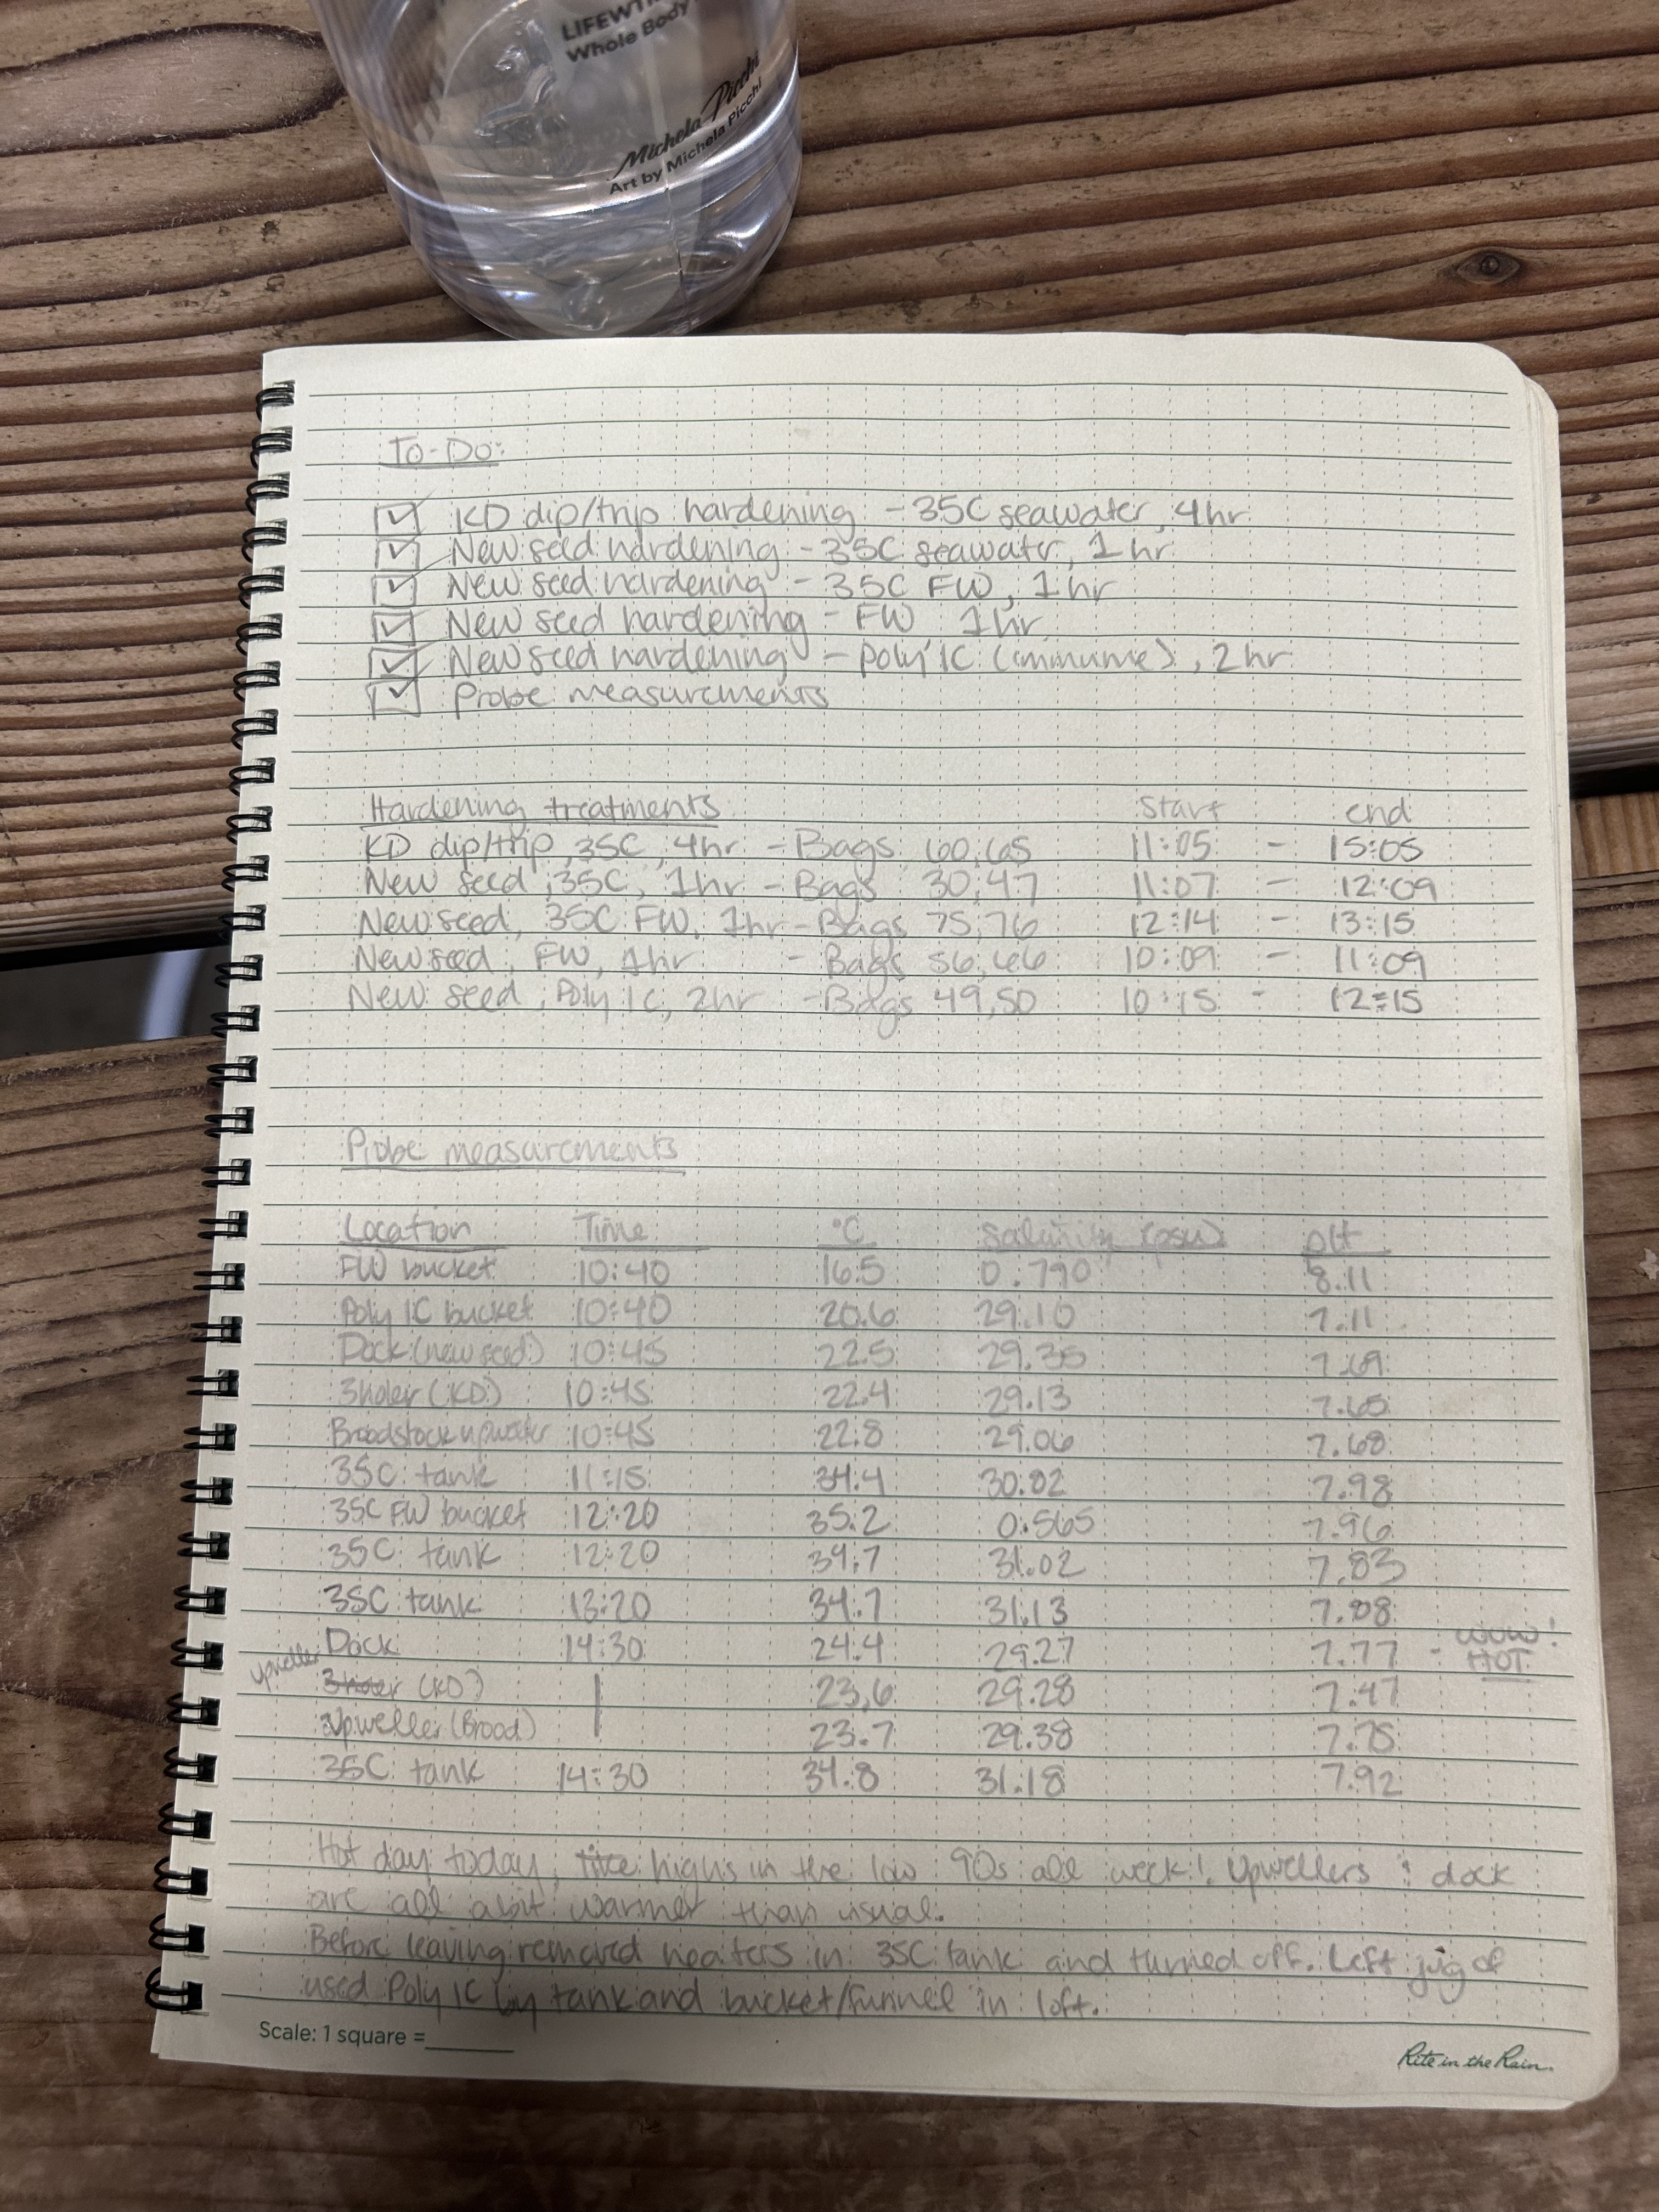 LIFEWTR
Whole Body
Michela Picchi
Art by Michela Picchi
To-Do:
KD dip/trip hardening - 35C seawater, 4hr
New seed hardening - 35C seawater, 1 hr
New seed hardening - 35C FW, 1hr
New seed hardening - FW 1hr
New seed hardening - Poly IC (immune), 2hr
Probe measurements
Hardening treatments start end
KD dip/trip, 35C, 4hr - Bags 60,65 11:05 - 15:05
New seed, 35C, 1hr - Bags 30,47 11:07 - 12:09
New seed, 35C FW, 1hr - Bags 75,76 12:14 - 13:15
New seed, FW, 1hr - Bags 56,66 10:09 - 11:09
New seed, Poly IC, 2hr - Bags 49,50 10:15 - 12:15
Probe measurements
Location Time °C Salinity (psu) pH
FW bucket 10:40 16.5 0.790 8.11
Poly IC bucket 10:40 20.6 29.10 7.11
Dock (new seed) 10:45 22.5 29.35 7.69
3holer (KD) 10:45 22.4 29.13 7.65
Broodstock upweller 10:45 22.8 29.06 7.68
35C tank 11:15 34.4 30.82 7.98
35C FW bucket 12:20 35.2 0.565 7.96
35C tank 12:20 34.7 31.02 7.83
35C tank 13:20 34.7 31.13 7.88
Dock 14:30 24.4 29.27 7.77 - wow! HOT
upweller 3holer (KD) | 23.6 29.28 7.47
Upweller (Brood) 23.7 29.38 7.75
35C tank 14:30 34.8 31.18 7.92
Hot day today, highs in the low 90s all week! Upwellers & dock
are all a bit warmer than usual.
Before leaving removed heaters in 35C tank and turned off. Left jug of
used Poly IC by tank and bucket/funnel in loft.
Scale: 1 square =
Rite in the Rain.